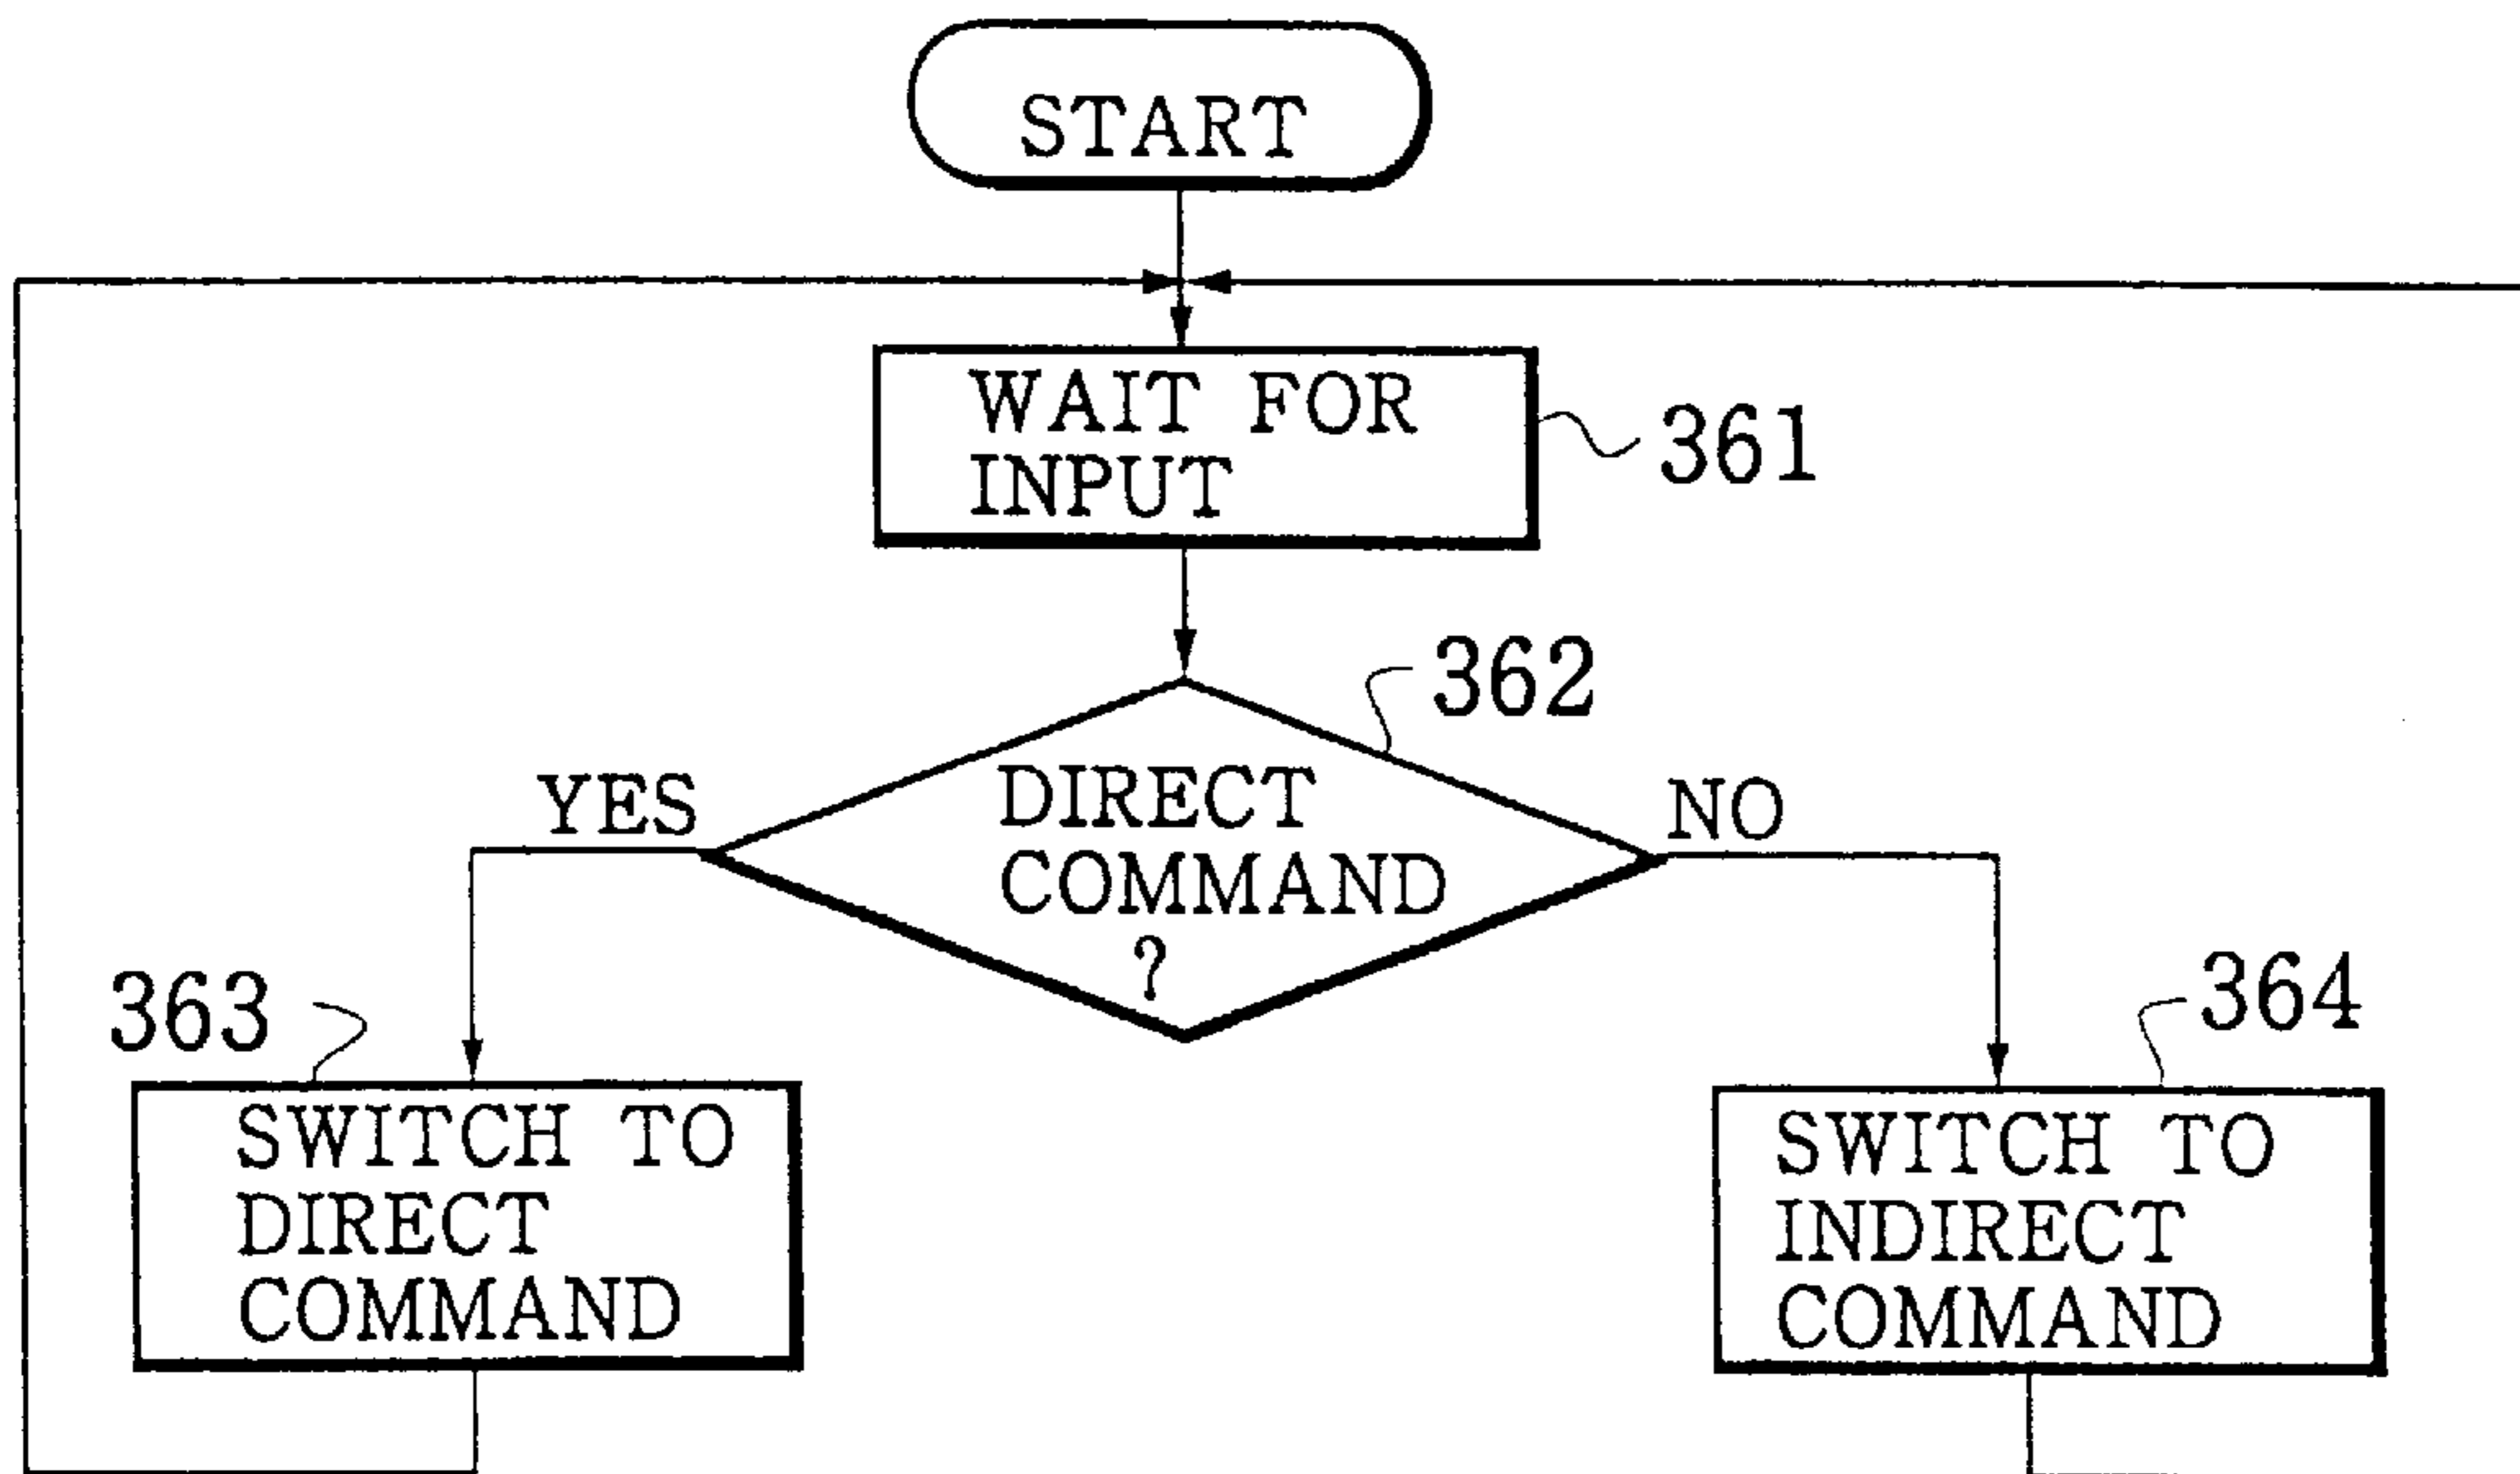 START
WAIT FOR
INPUT
361
362
DIRECT
COMMAND
?
YES
NO
363
SWITCH TO
DIRECT
COMMAND
364
SWITCH TO
INDIRECT
COMMAND